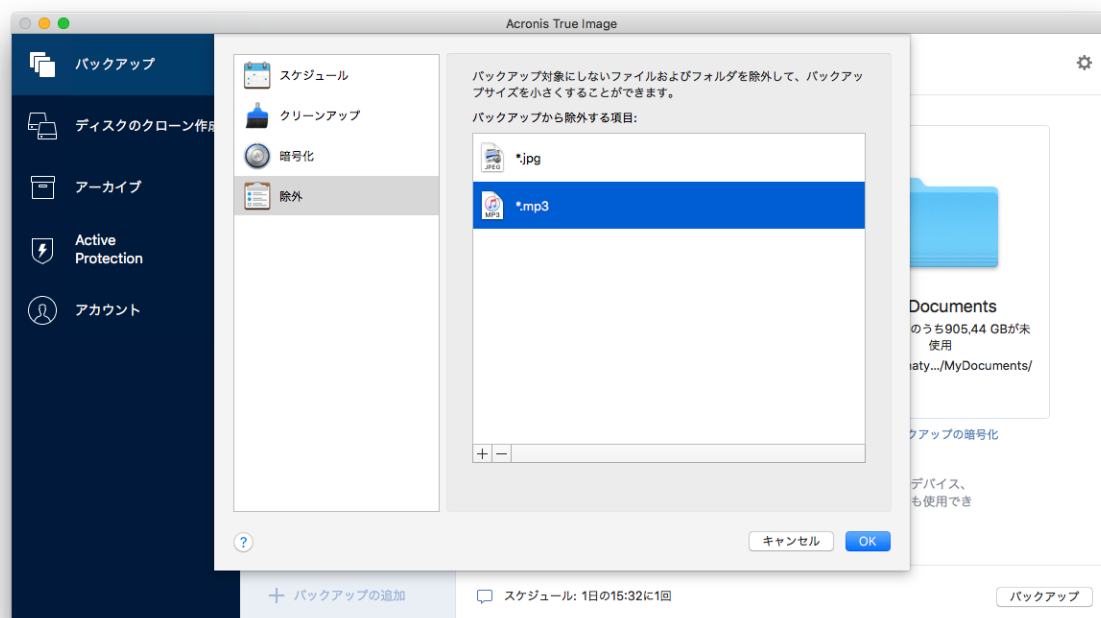 Acronis True Image
バックアップ
ディスクのクローン作成
アーカイブ
Active
Protection
アカウント
スケジュール
クリーンアップ
暗号化
除外
バックアップ対象にしないファイルおよびフォルダを除外して、バックアッ
プサイズを小さくすることができます。
バックアップから除外する項目:
JPEG
*.jpg
MP3
*.mp3
+ −
?
キャンセル
OK
Documents
のうち905,44 GBが未
使用
naty…/MyDocuments/
クアップの暗号化
デバイス、
も使用でき
バックアップの追加
スケジュール: 1日の15:32に1回
バックアップ